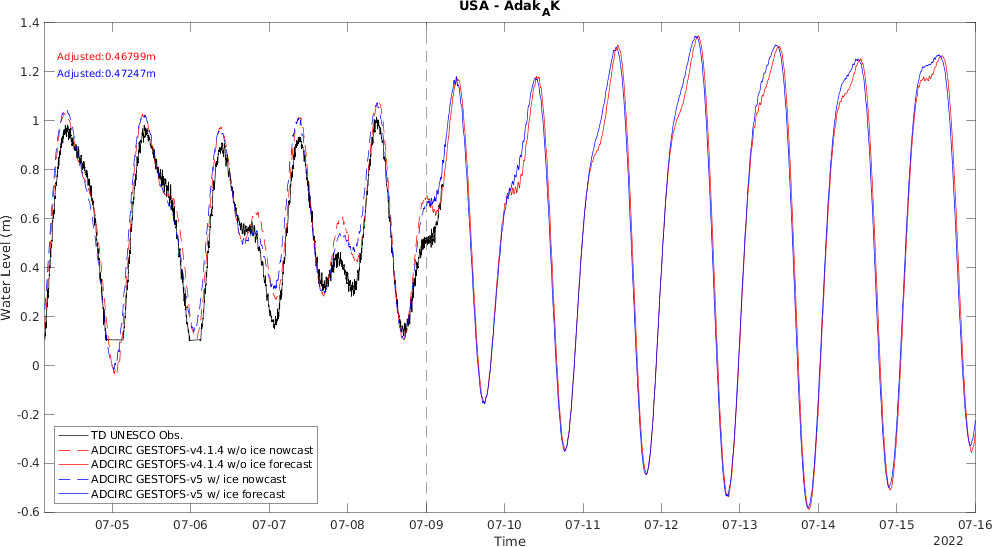 USA - Adak_AK
Adjusted:0.46799m
Adjusted:0.47247m
1.4
1.2
1
0.8
0.6
0.4
0.2
0
-0.2
-0.4
-0.6
Water Level (m)
TD UNESCO Obs.
ADCIRC GESTOFS-v4.1.4 w/o ice nowcast
ADCIRC GESTOFS-v4.1.4 w/o ice forecast
ADCIRC GESTOFS-v5 w/ ice nowcast
ADCIRC GESTOFS-v5 w/ ice forecast
07-05 07-06 07-07 07-08 07-09 07-10 07-11 07-12 07-13 07-14 07-15 07-16
Time
2022